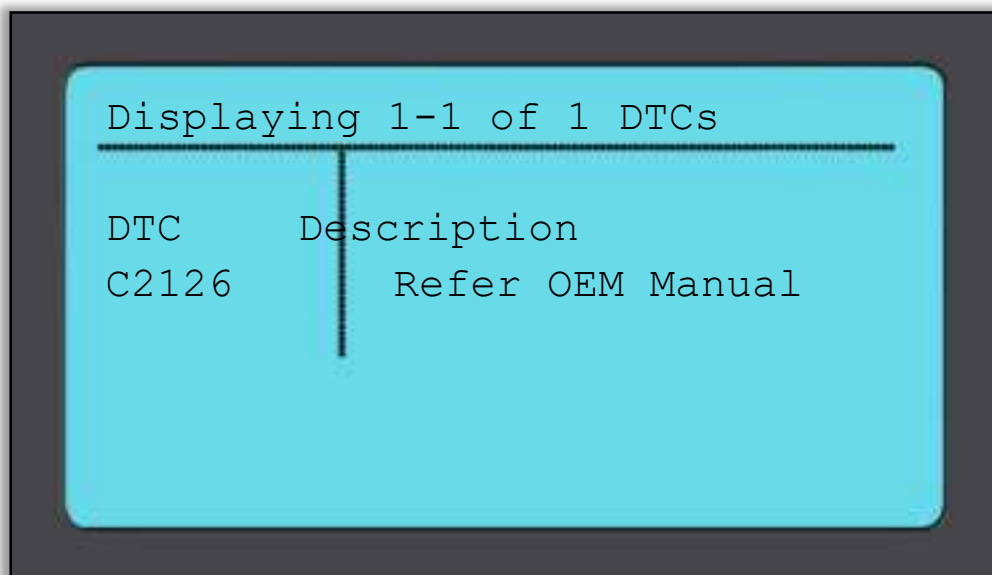 Displaying 1-1 of 1 DTCs
DTC Description
C2126 Refer OEM Manual